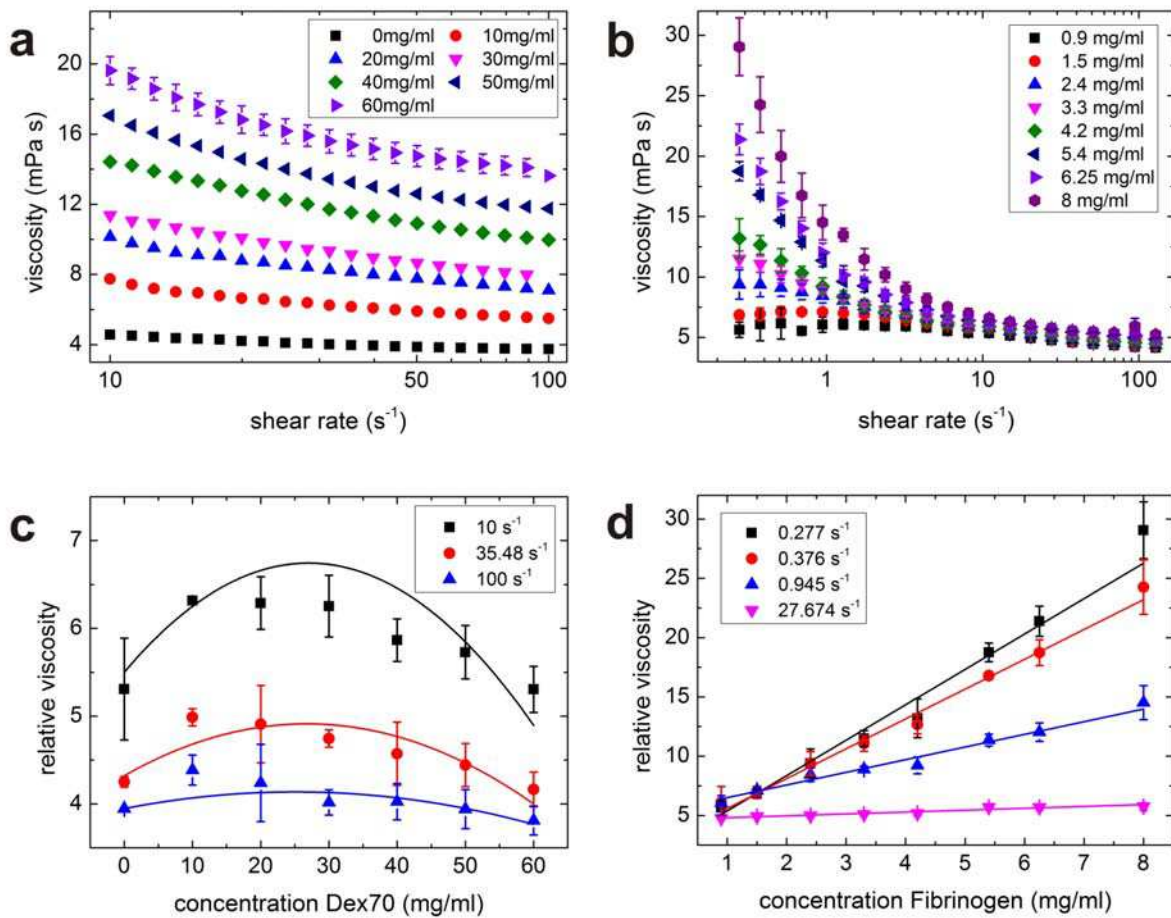 a
0mg/ml 10mg/ml
20mg/ml 30mg/ml
40mg/ml 50mg/ml
60mg/ml
20
16
12
8
4
viscosity (mPa s)
10 50 100
shear rate (s⁻¹)
b
0.9 mg/ml
1.5 mg/ml
2.4 mg/ml
3.3 mg/ml
4.2 mg/ml
5.4 mg/ml
6.25 mg/ml
8 mg/ml
30
25
20
15
10
5
viscosity (mPa s)
1 10 100
shear rate (s⁻¹)
c
10 s⁻¹
35.48 s⁻¹
100 s⁻¹
7
6
5
4
relative viscosity
0 10 20 30 40 50 60
concentration Dex70 (mg/ml)
d
0.277 s⁻¹
0.376 s⁻¹
0.945 s⁻¹
27.674 s⁻¹
30
25
20
15
10
5
relative viscosity
1 2 3 4 5 6 7 8
concentration Fibrinogen (mg/ml)